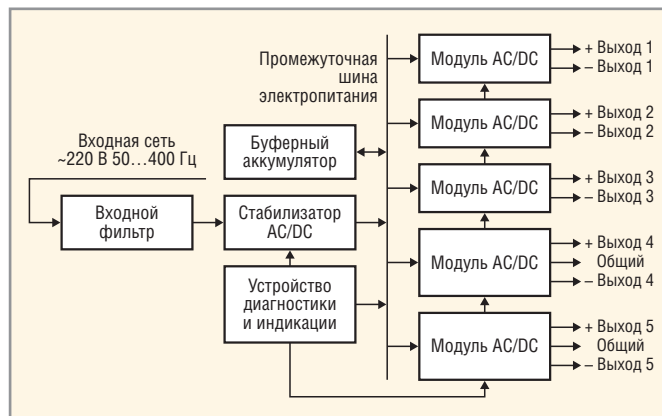 Промежуточная
шина
электропитания
Входная сеть
~220 В 50...400 Гц
Буферный
аккумулятор
Входной
фильтр
Стабилизатор
AC/DC
Устройство
диагностики
и индикации
Модуль AC/DC
+ Выход 1
– Выход 1
Модуль AC/DC
+ Выход 2
– Выход 2
Модуль AC/DC
+ Выход 3
– Выход 3
Модуль AC/DC
+ Выход 4
Общий
– Выход 4
Модуль AC/DC
+ Выход 5
Общий
– Выход 5